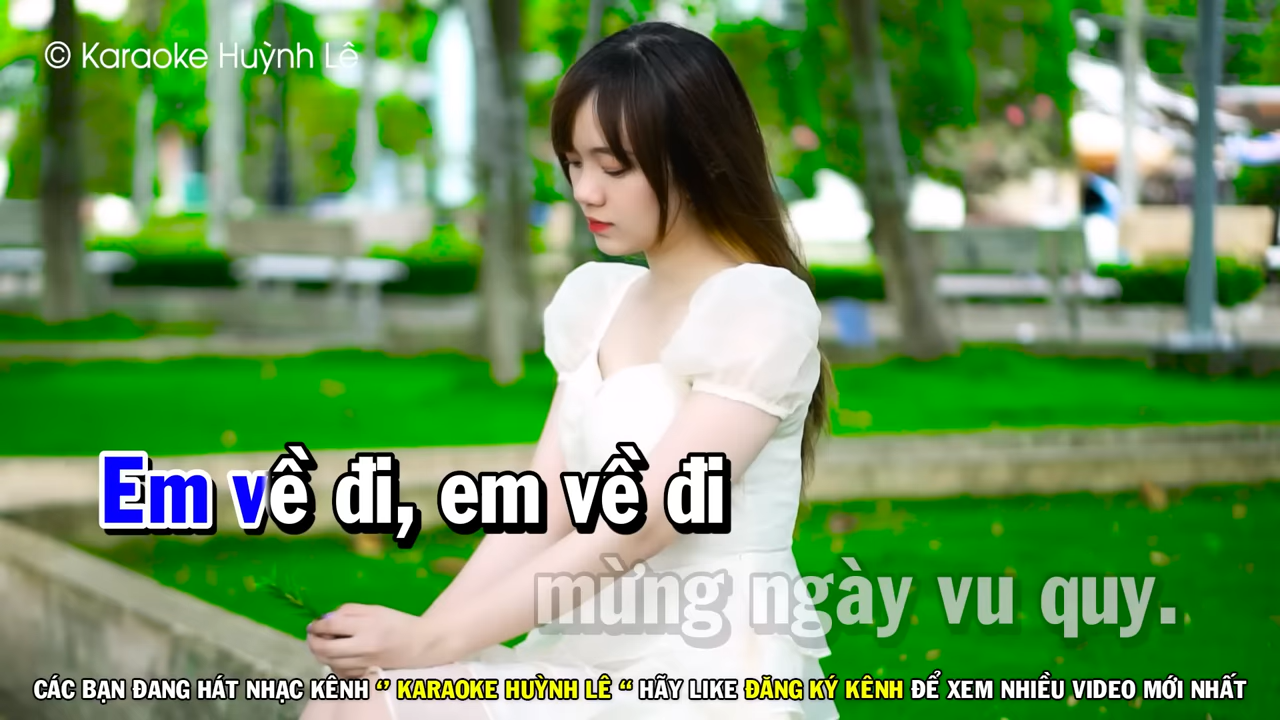 © Karaoke Huỳnh Lê
Em về đi, em về đi
mừng ngày vu quy.
CÁC BẠN ĐANG HÁT NHẠC KÊNH “ KARAOKE HUỲNH LÊ “ HÃY LIKE ĐĂNG KÝ KÊNH ĐỂ XEM NHIỀU VIDEO MỚI NHẤT